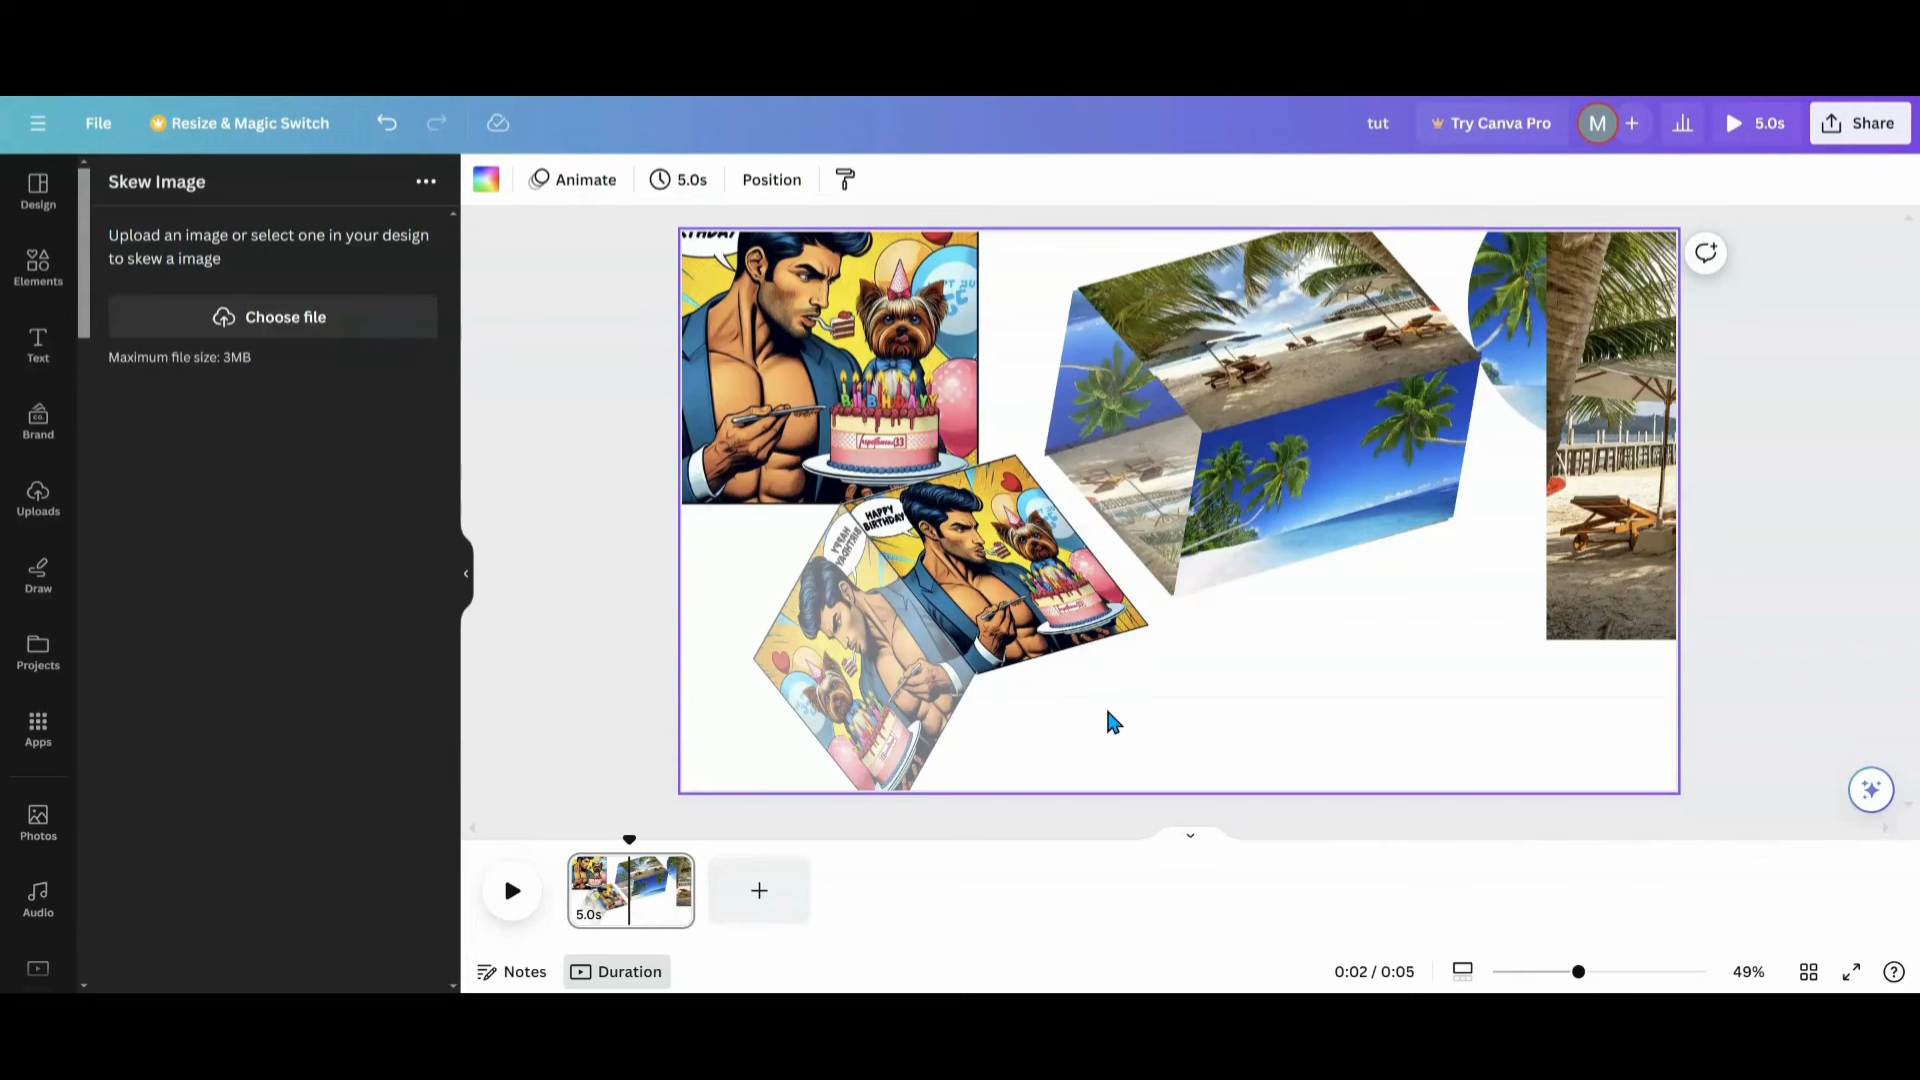 File
Resize & Magic Switch
tut
Try Canva Pro
M
5.0s
Share
Design
Elements
Text
Brand
Uploads
Draw
Projects
Apps
Photos
Audio
Skew Image
Upload an image or select one in your design
to skew a image
Choose file
Maximum file size: 3MB
Animate
5.0s
Position
HAPPY
BIRTHDAY
5.0s
Notes
Duration
0:02 / 0:05
49%